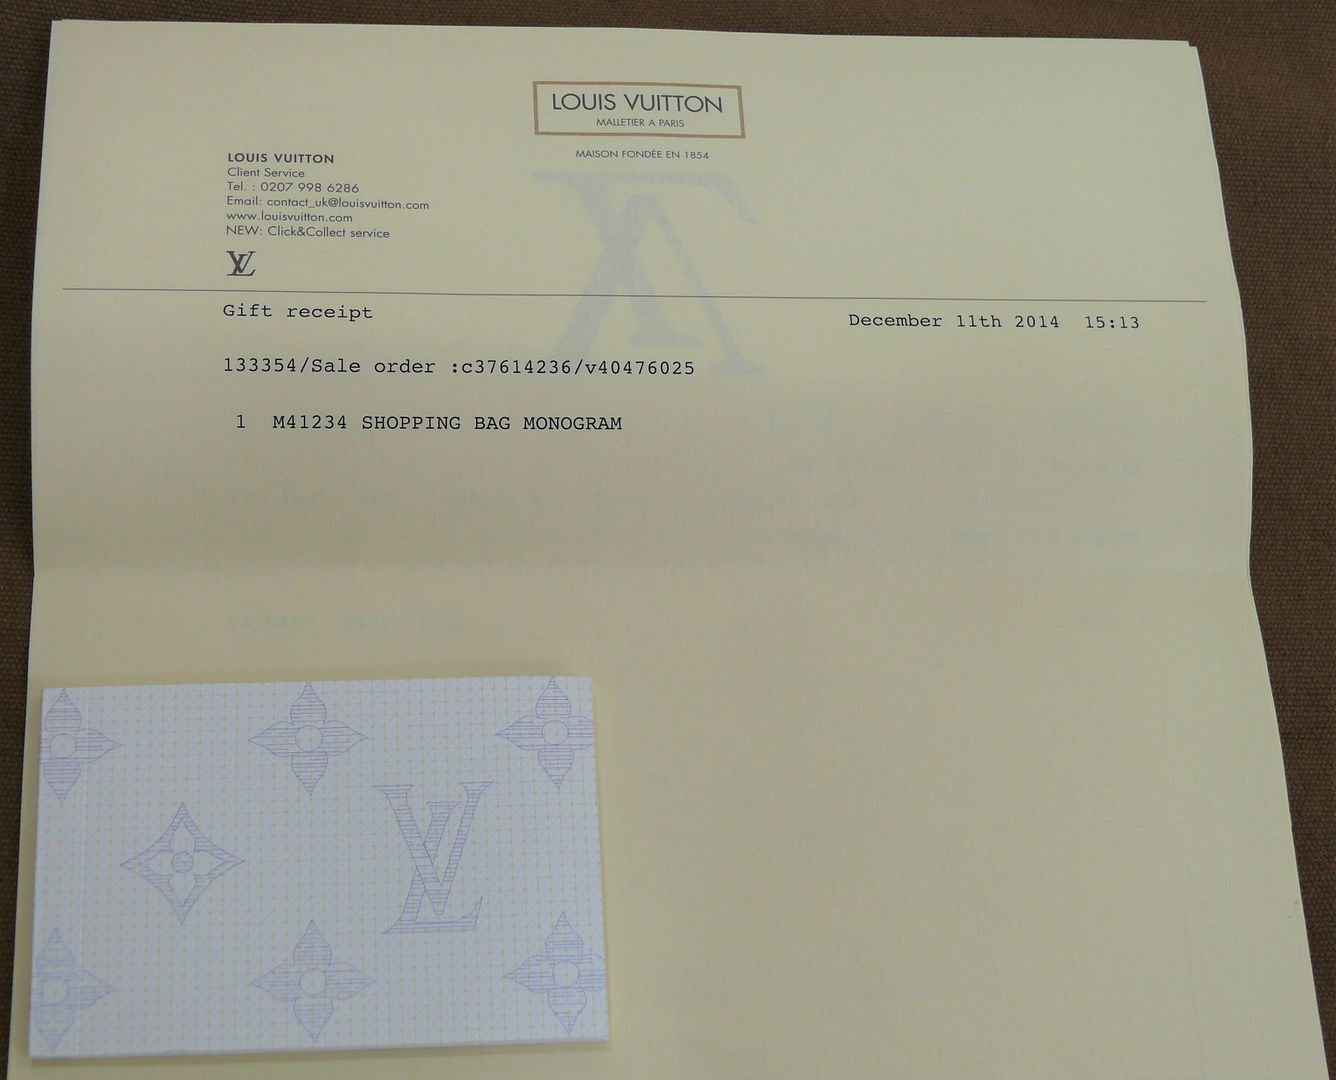 LOUIS VUITTON
MALLETIER A PARIS
MAISON FONDÉE EN 1854
LOUIS VUITTON
Client Service
Tel. : 0207 998 6286
Email: contact_uk@louisvuitton.com
www.louisvuitton.com
NEW: Click&Collect service
LV
Gift receipt
December 11th 2014 15:13
133354/Sale order :c37614236/v40476025
1 M41234 SHOPPING BAG MONOGRAM
LV